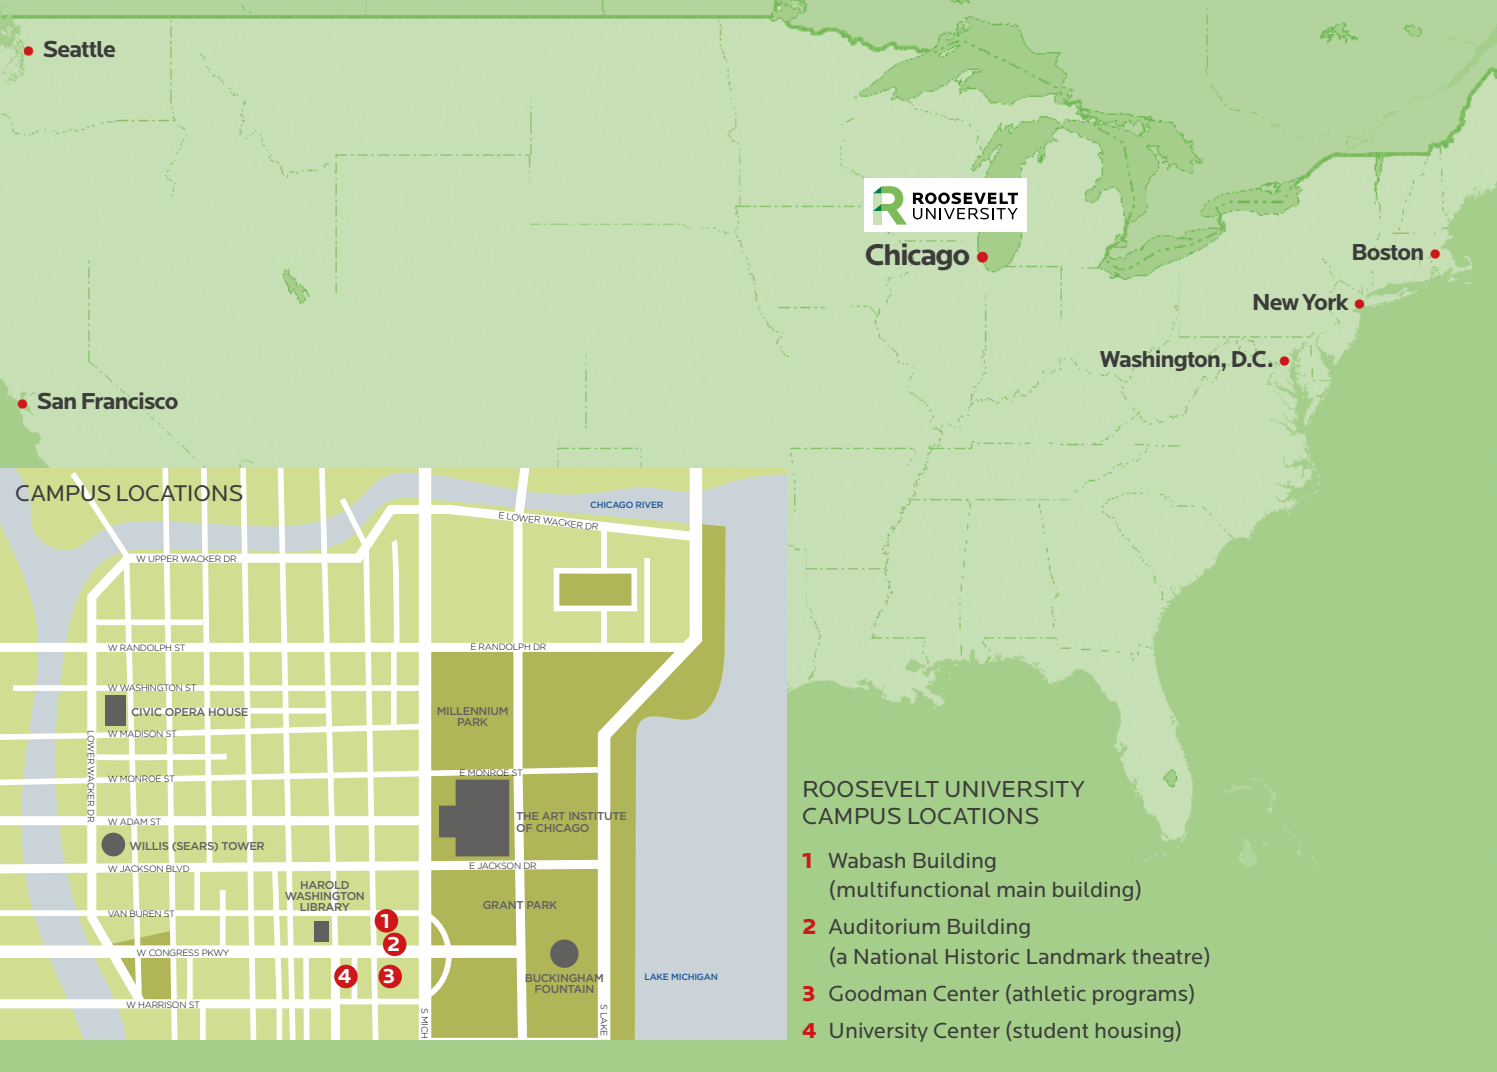 Seattle
ROOSEVELT
UNIVERSITY
Chicago
Boston
New York
Washington, D.C.
San Francisco
CAMPUS LOCATIONS
CHICAGO RIVER
E LOWER WACKER DR
W UPPER WACKER DR
W RANDOLPH ST
E RANDOLPH DR
W WASHINGTON ST
CIVIC OPERA HOUSE
MILLENNIUM
PARK
W MADISON ST
LOWER WACKER DR
E MONROE ST
W MONROE ST
THE ART INSTITUTE
OF CHICAGO
W ADAM ST
WILLIS (SEARS) TOWER
E JACKSON DR
W JACKSON BLVD
HAROLD
WASHINGTON
LIBRARY
GRANT PARK
VAN BUREN ST
1
2
W CONGRESS PKWY
4
3
BUCKINGHAM
FOUNTAIN
LAKE MICHIGAN
W HARRISON ST
S MICH
S LAKE
ROOSEVELT UNIVERSITY
CAMPUS LOCATIONS
1 Wabash Building
(multifunctional main building)
2 Auditorium Building
(a National Historic Landmark theatre)
3 Goodman Center (athletic programs)
4 University Center (student housing)